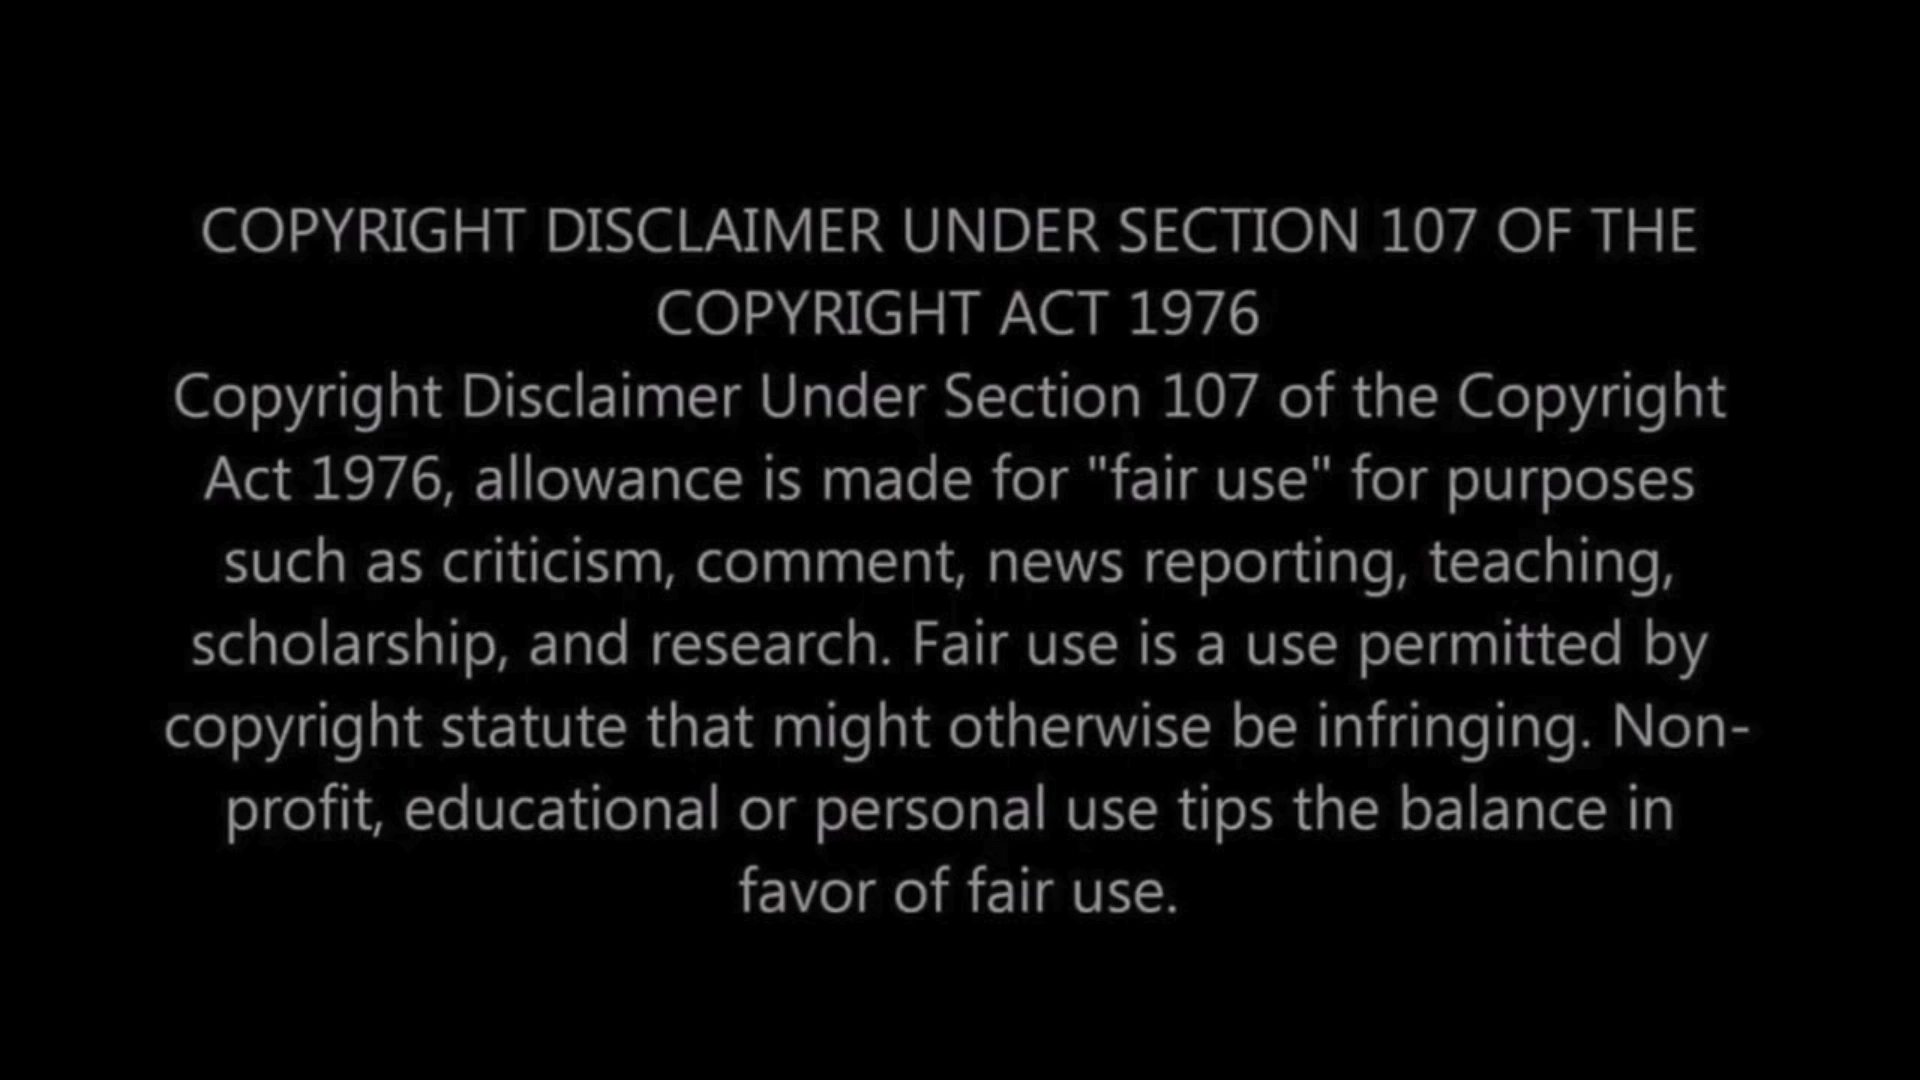 COPYRIGHT DISCLAIMER UNDER SECTION 107 OF THE
COPYRIGHT ACT 1976
Copyright Disclaimer Under Section 107 of the Copyright
Act 1976, allowance is made for "fair use" for purposes
such as criticism, comment, news reporting, teaching,
scholarship, and research. Fair use is a use permitted by
copyright statute that might otherwise be infringing. Non-
profit, educational or personal use tips the balance in
favor of fair use.